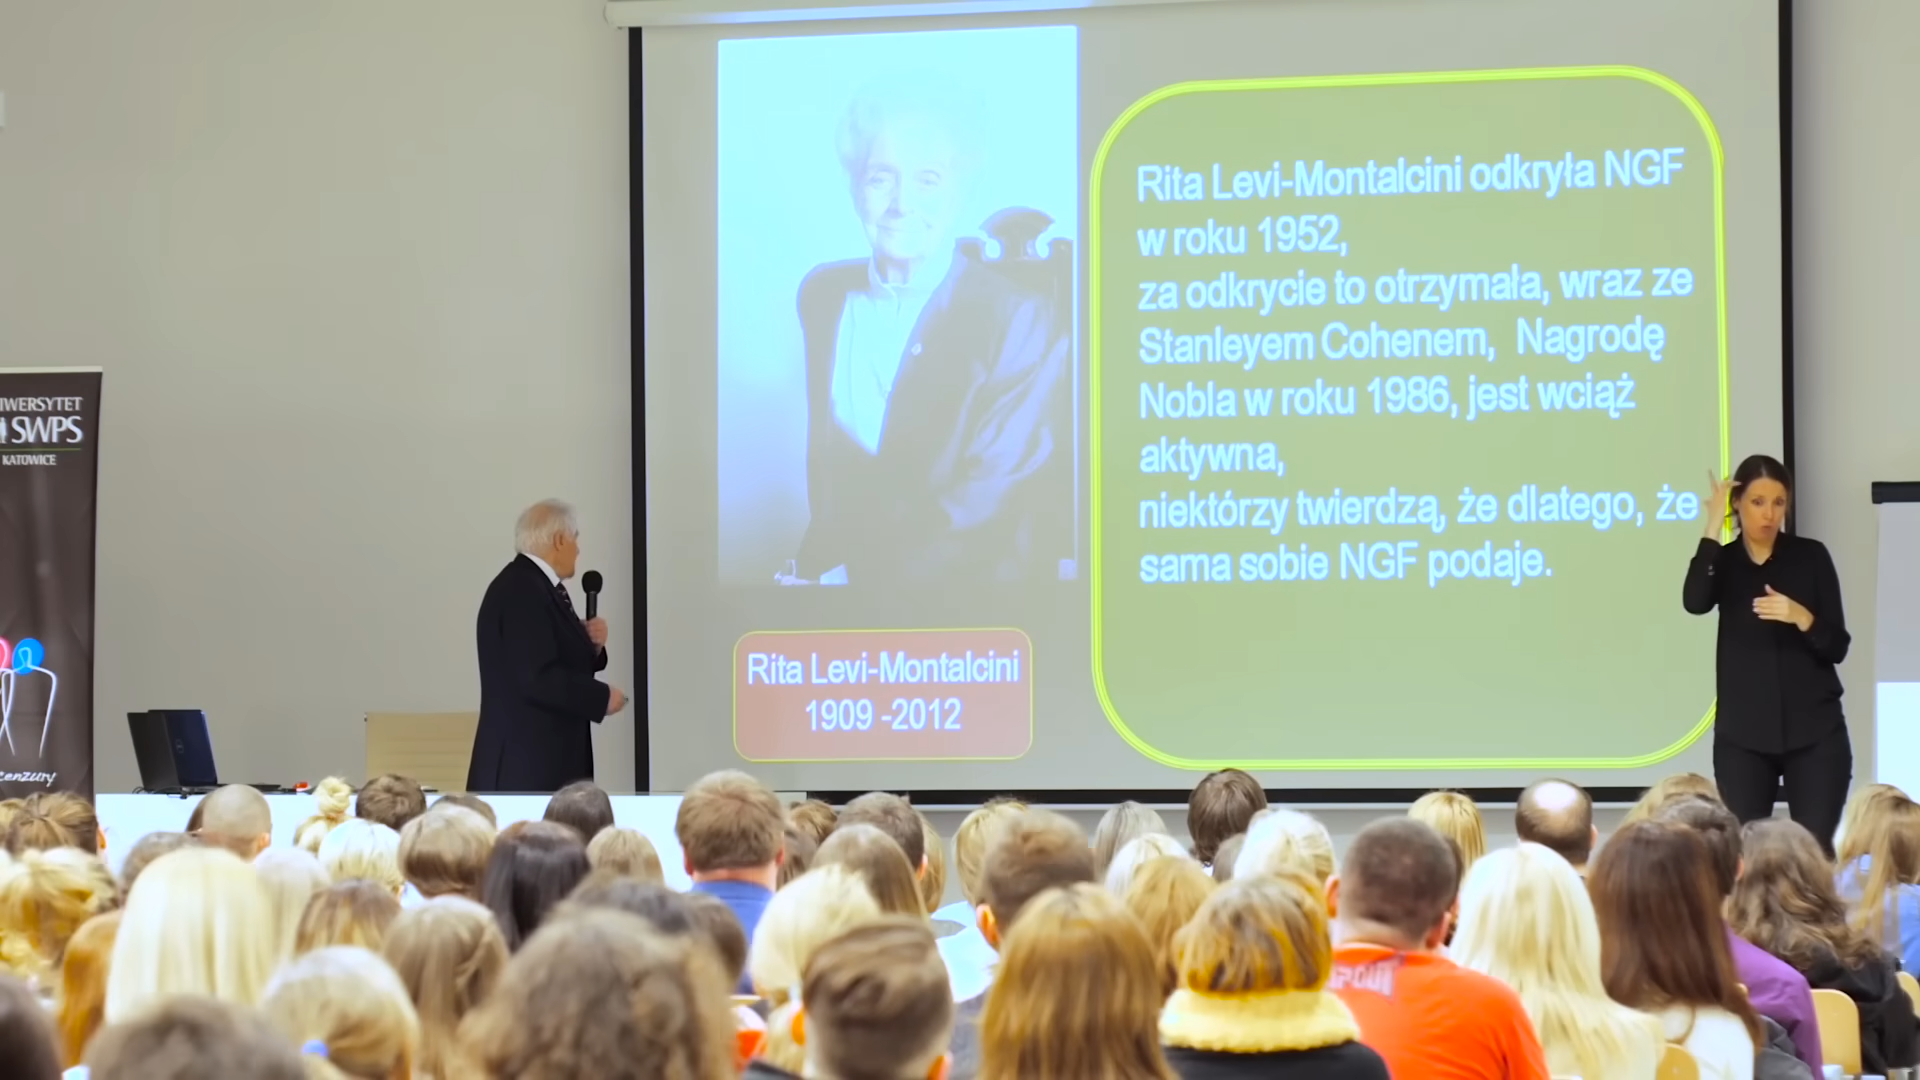 Rita Levi-Montalcini odkryła NGF
w roku 1952,
za odkrycie to otrzymała, wraz ze
Stanleyem Cohenem, Nagrodę
Nobla w roku 1986, jest wciąż
aktywna,
niektórzy twierdzą, że dlatego, że
sama sobie NGF podaje.
Rita Levi-Montalcini
1909 -2012
IWERSYTET
SWPS
KATOWICE
cenzury